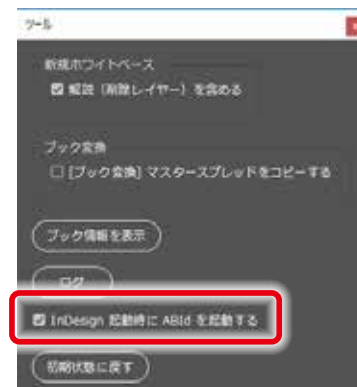 ツール
新規ホワイトベース
解説（削除レイヤー）を含める
ブック変換
[ブック変換] マスタースプレッドをコピーする
ブック情報を表示
ログ
InDesign 起動時に ABId を起動する
初期状態に戻す